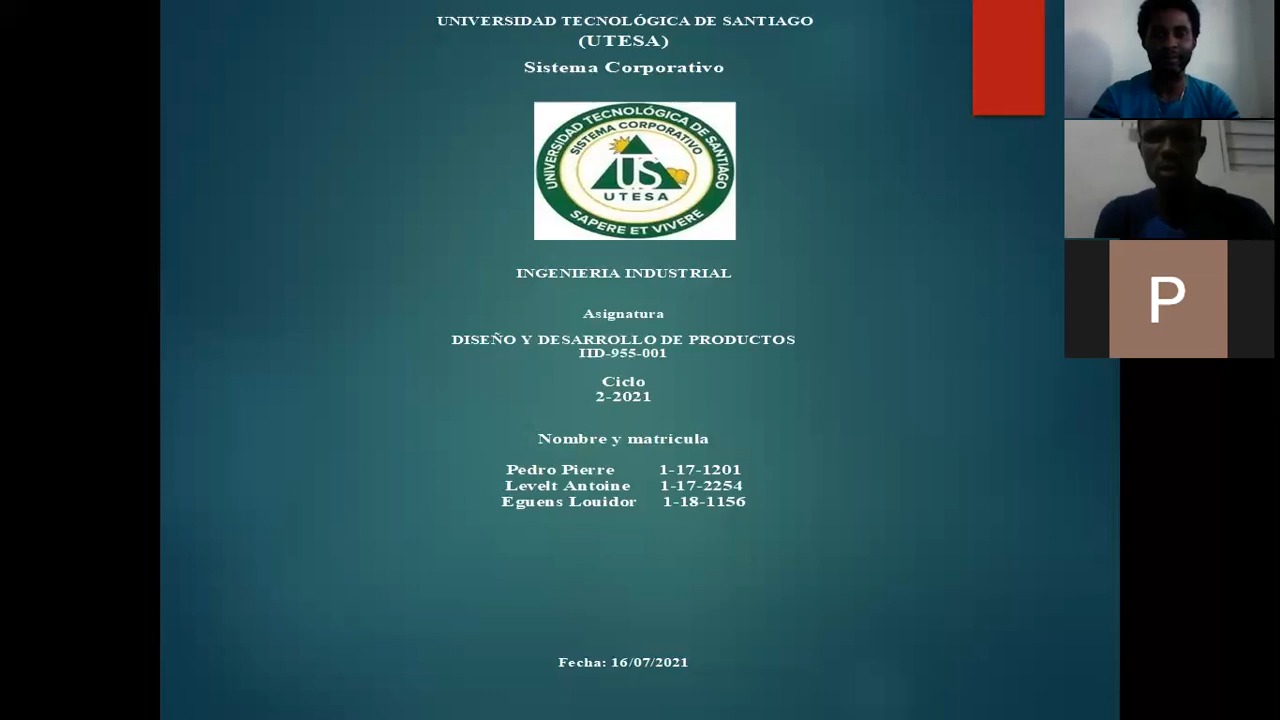 UNIVERSIDAD TECNOLÓGICA DE SANTIAGO
(UTESA)
Sistema Corporativo
UNIVERSIDAD TECNOLÓGICA DE SANTIAGO
SISTEMA CORPORATIVO
US
UTESA
SAPERE ET VIVERE
INGENIERIA INDUSTRIAL
Asignatura
DISEÑO Y DESARROLLO DE PRODUCTOS
IID-955-001
Ciclo
2-2021
Nombre y matricula
Pedro Pierre 1-17-1201
Levelt Antoine 1-17-2254
Eguens Louidor 1-18-1156
Fecha: 16/07/2021
P